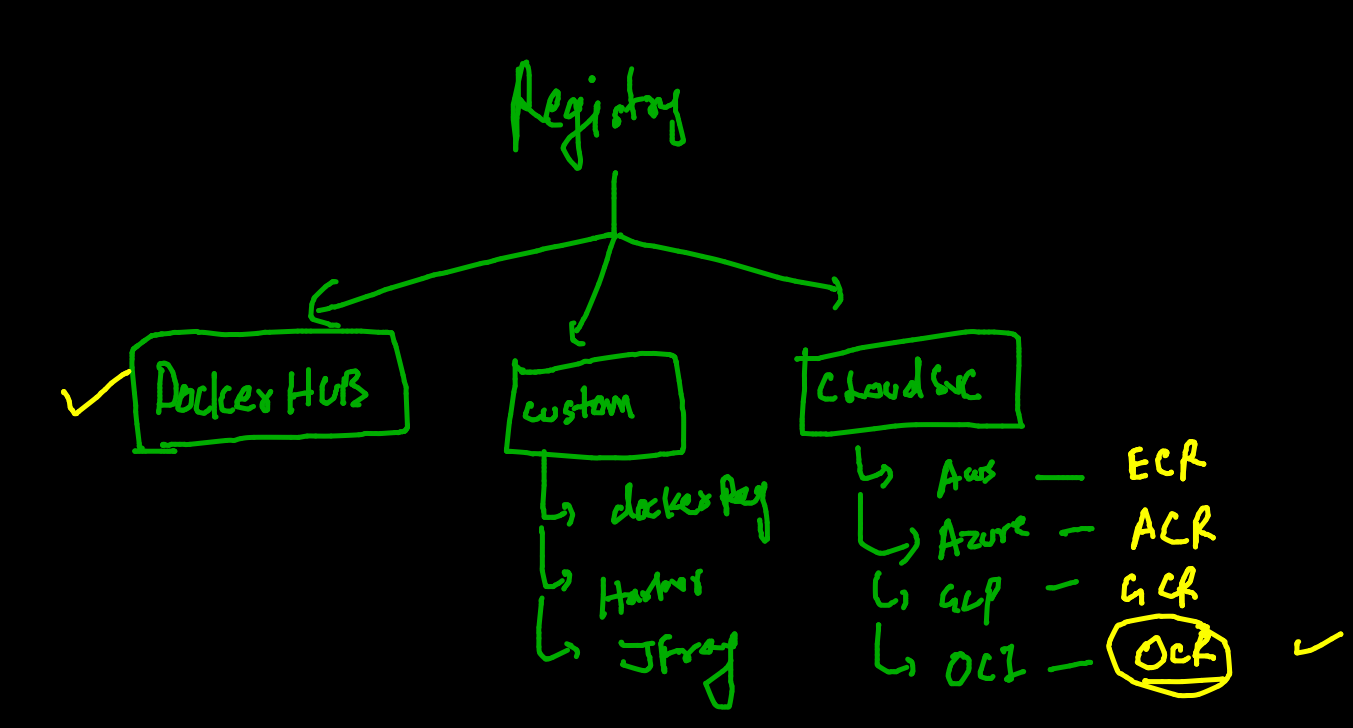 Registry
DockerHUB
custom
CloudSvc
Aws — ECR
dockerReg
Azure — ACR
Harbor
GCP — GCR
JFrog
OCI — OCR